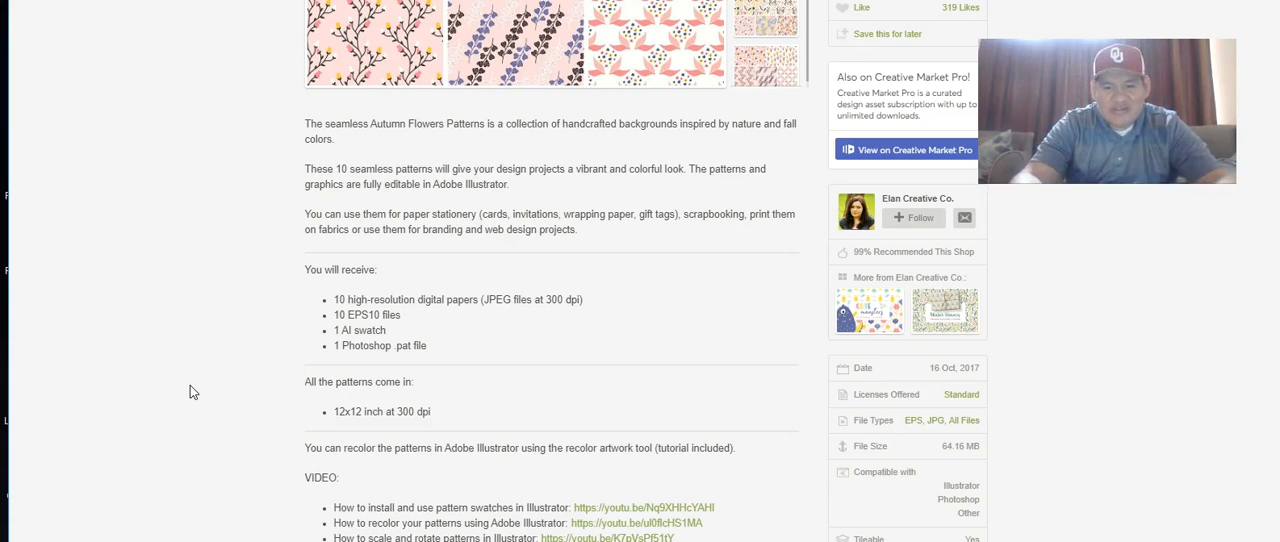 Like 319 Likes
Save this for later
OU
Also on Creative Market Pro!
Creative Market Pro is a curated
design asset subscription with up to
unlimited downloads.
View on Creative Market Pro
The seamless Autumn Flowers Patterns is a collection of handcrafted backgrounds inspired by nature and fall
colors.
These 10 seamless patterns will give your design projects a vibrant and colorful look. The patterns and
graphics are fully editable in Adobe Illustrator.
You can use them for paper stationery (cards, invitations, wrapping paper, gift tags), scrapbooking, print them
on fabrics or use them for branding and web design projects.
You will receive:
10 high-resolution digital papers (JPEG files at 300 dpi)
10 EPS10 files
1 AI swatch
1 Photoshop .pat file
All the patterns come in:
12x12 inch at 300 dpi
You can recolor the patterns in Adobe Illustrator using the recolor artwork tool (tutorial included).
VIDEO:
How to install and use pattern swatches in Illustrator: https://youtu.be/Nq9XHHcYAHI
How to recolor your patterns using Adobe Illustrator: https://youtu.be/ul0flcHS1MA
How to scale and rotate patterns in Illustrator: https://youtu.be/K7pVsPf51tY
Elan Creative Co.
Follow
99% Recommended This Shop
More from Elan Creative Co.:
Date 16 Oct, 2017
Licenses Offered Standard
File Types EPS, JPG, All Files
File Size 64.16 MB
Compatible with
Illustrator
Photoshop
Other
Tileable Yes